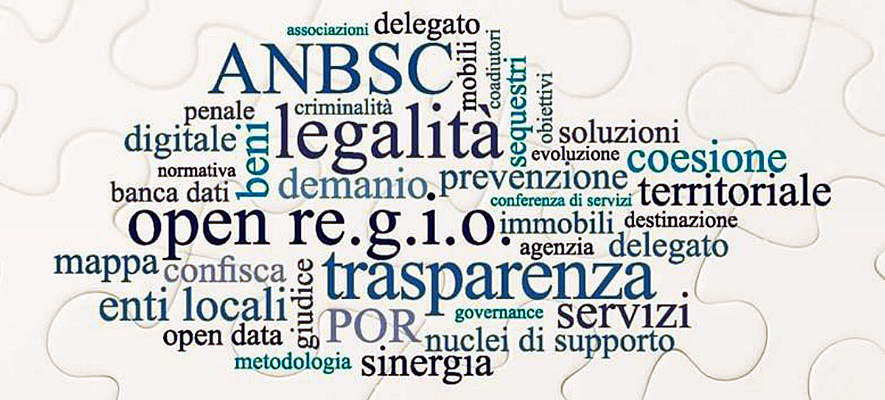 associazioni
delegato
ANBSC
mobili
coadiutori
penale
criminalità
sequestri
obiettivi
digitale
beni
legalità
soluzioni
normativa
evoluzione
coesione
banca dati
demanio
prevenzione
conferenza di servizi
territoriale
open re.g.i.o.
immobili
destinazione
agenzia
delegato
mappa
confisca
giudice
trasparenza
enti locali
governance
servizi
open data
POR
nuclei di supporto
metodologia
sinergia